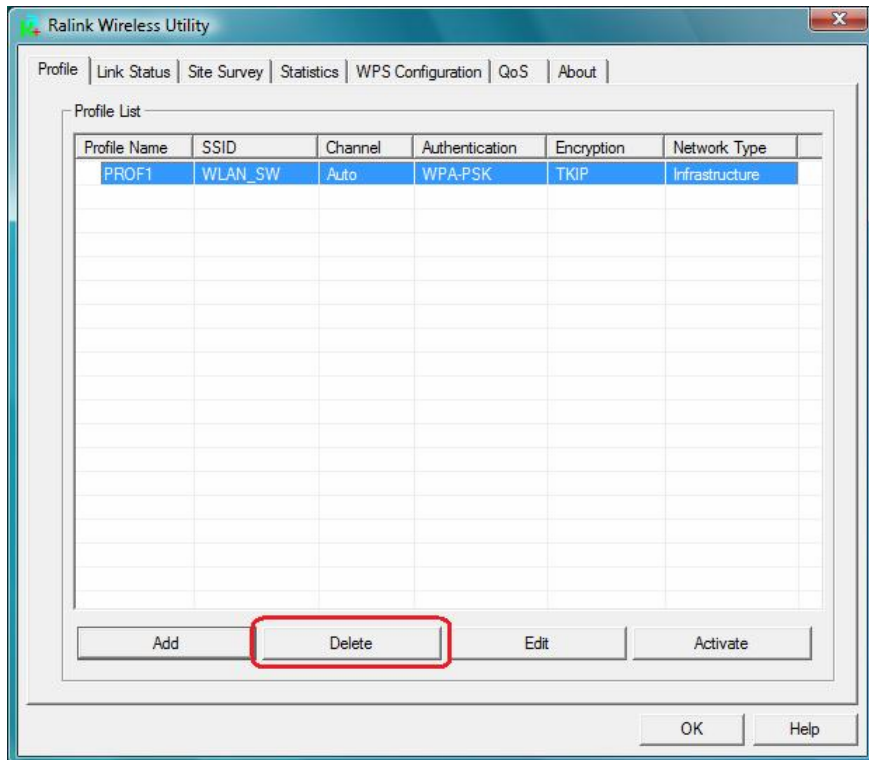 Ralink Wireless Utility
Profile Link Status Site Survey Statistics WPS Configuration QoS About
Profile List
Profile Name SSID Channel Authentication Encryption Network Type
PROF1 WLAN_SW Auto WPA-PSK TKIP Infrastructure
Add Delete Edit Activate
OK Help